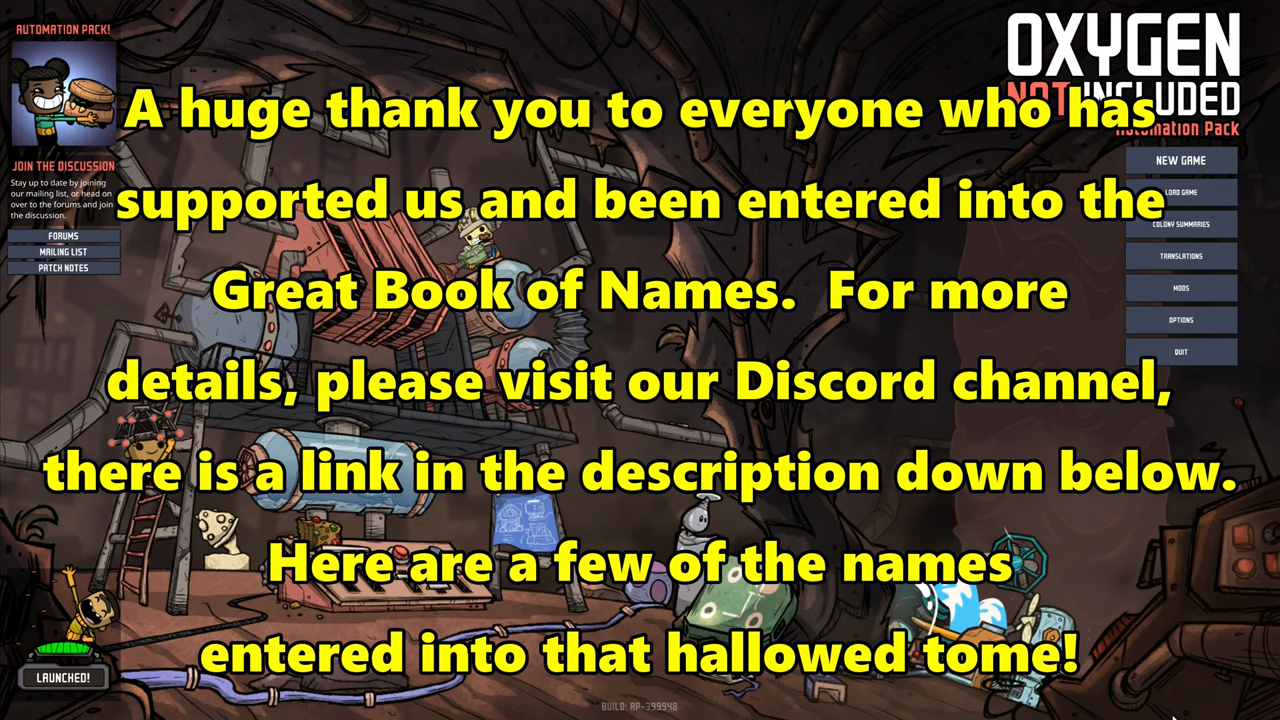 AUTOMATION PACK!
JOIN THE DISCUSSION
Stay up to date by joining
our mailing list, or head on
over to the forums and join
the discussion.
FORUMS
MAILING LIST
PATCH NOTES
A huge thank you to everyone who has
supported us and been entered into the
Great Book of Names. For more
details, please visit our Discord channel,
there is a link in the description down below.
Here are a few of the names
entered into that hallowed tome!
OXYGEN
NOT INCLUDED
Automation Pack
NEW GAME
LOAD GAME
COLONY SUMMARIES
TRANSLATIONS
MODS
OPTIONS
QUIT
LAUNCHED!
BUILD: AP-399948